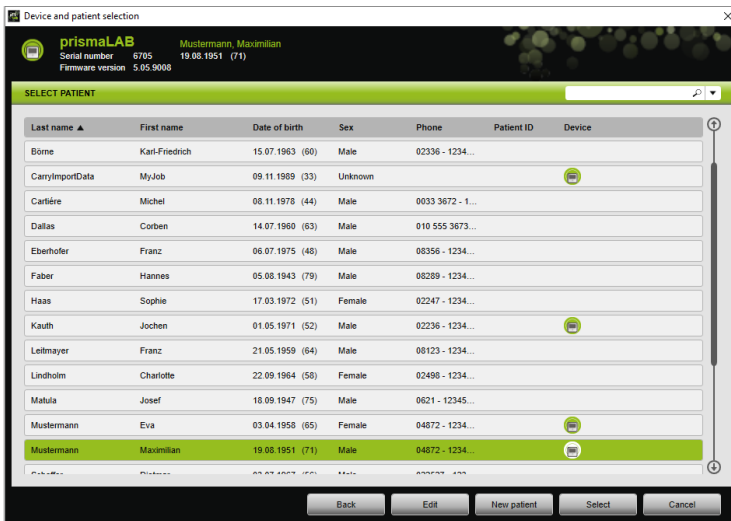 Device and patient selection
prismaLAB Mustermann, Maximilian
Serial number 6705 19.08.1951 (71)
Firmware version 5.05.9008
SELECT PATIENT
Last name ▲ First name Date of birth Sex Phone Patient ID Device
Börne Karl-Friedrich 15.07.1963 (60) Male 02336 - 1234...
CarryImportData MyJob 09.11.1989 (33) Unknown
Cartiére Michel 08.11.1978 (44) Male 0033 3672 - 1...
Dallas Corben 14.07.1960 (63) Male 010 555 3673...
Eberhofer Franz 06.07.1975 (48) Male 08356 - 1234...
Faber Hannes 05.08.1943 (79) Male 08289 - 1234...
Haas Sophie 17.03.1972 (51) Female 02247 - 1234...
Kauth Jochen 01.05.1971 (52) Male 02236 - 1234...
Leitmayer Franz 21.05.1959 (64) Male 08123 - 1234...
Lindholm Charlotte 22.09.1964 (58) Female 02498 - 1234...
Matula Josef 18.09.1947 (75) Male 0621 - 12345...
Mustermann Eva 03.04.1958 (65) Female 04872 - 1234...
Mustermann Maximilian 19.08.1951 (71) Male 04872 - 1234...
Male
Back Edit New patient Select Cancel